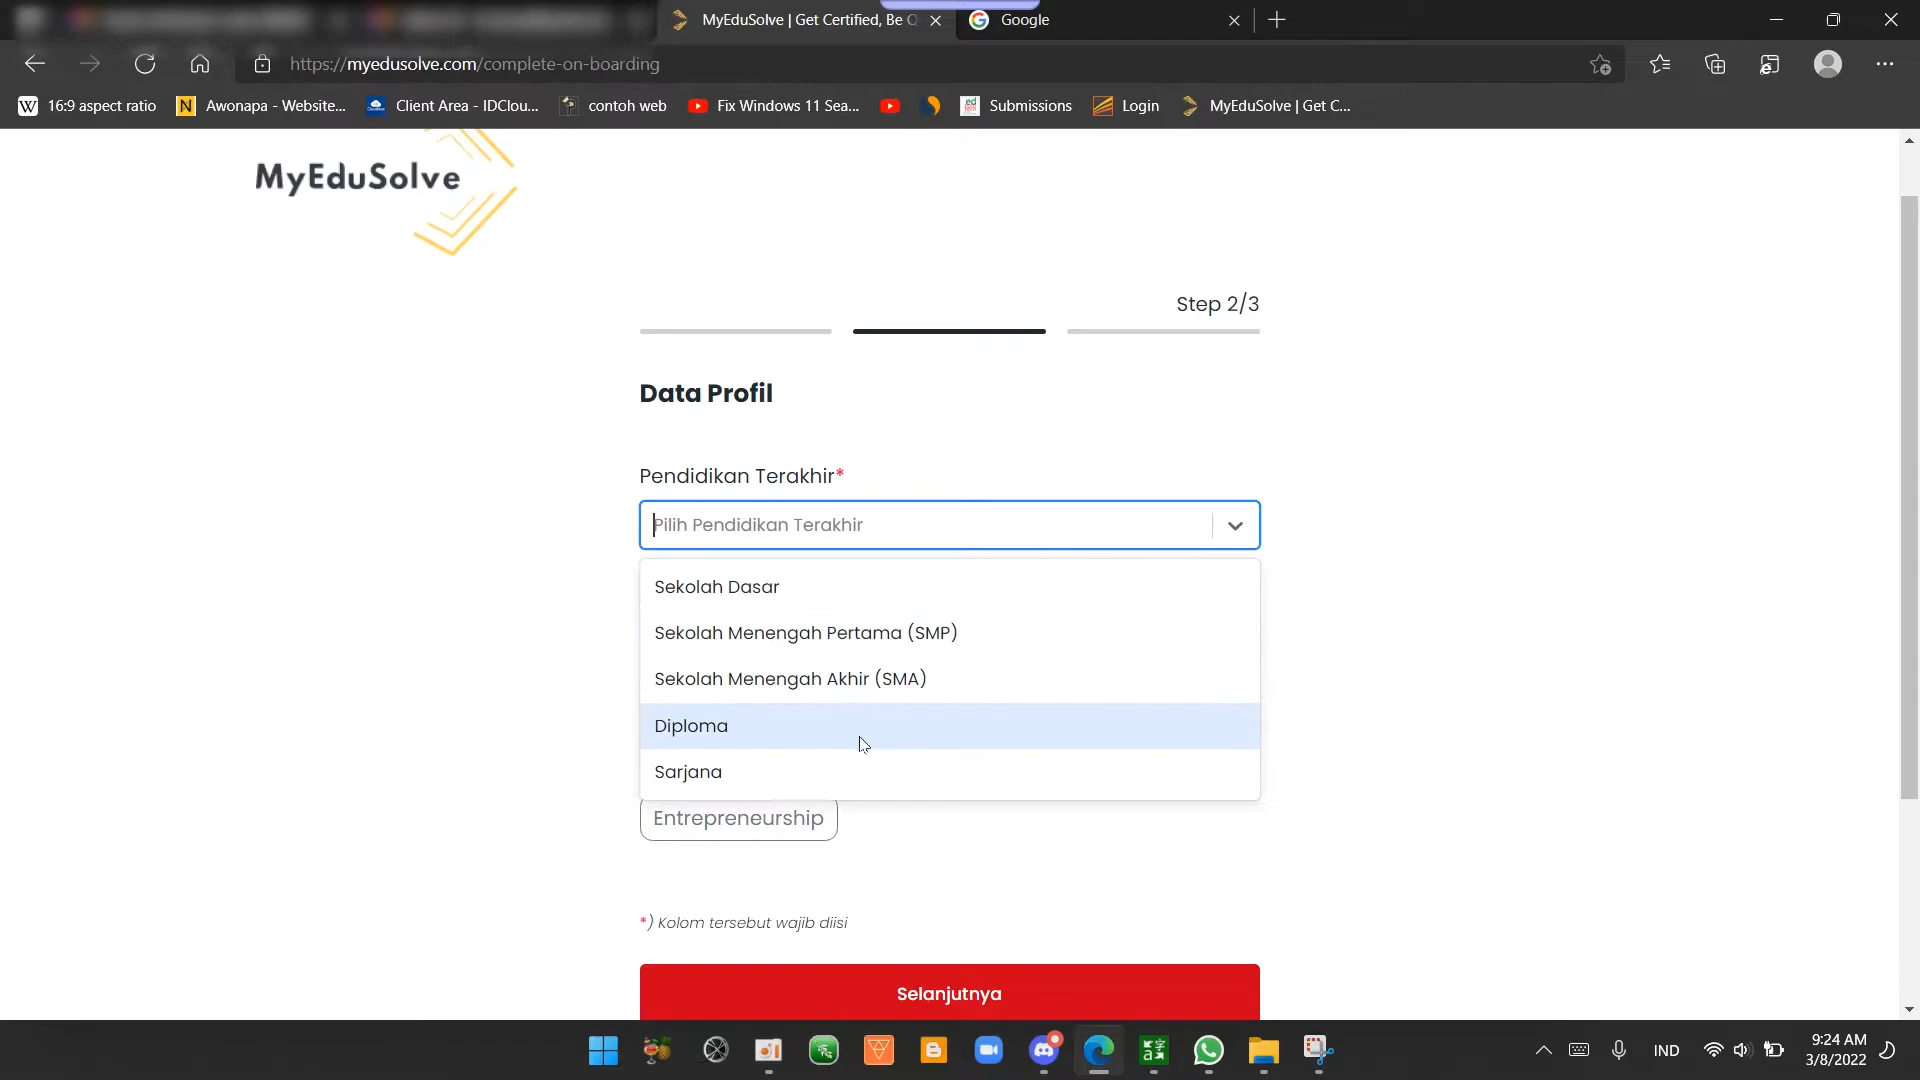 MyEduSolve | Get Certified, Be Q
Google
https://myedusolve.com/complete-on-boarding
16:9 aspect ratio
Awonapa - Website...
Client Area - IDClou...
contoh web
Fix Windows 11 Sea...
Submissions
Login
MyEduSolve | Get C...
MyEduSolve
Step 2/3
Data Profil
Pendidikan Terakhir*
Pilih Pendidikan Terakhir
Sekolah Dasar
Sekolah Menengah Pertama (SMP)
Sekolah Menengah Akhir (SMA)
Diploma
Sarjana
Entrepreneurship
*) Kolom tersebut wajib diisi
Selanjutnya
IND
9:24 AM
3/8/2022